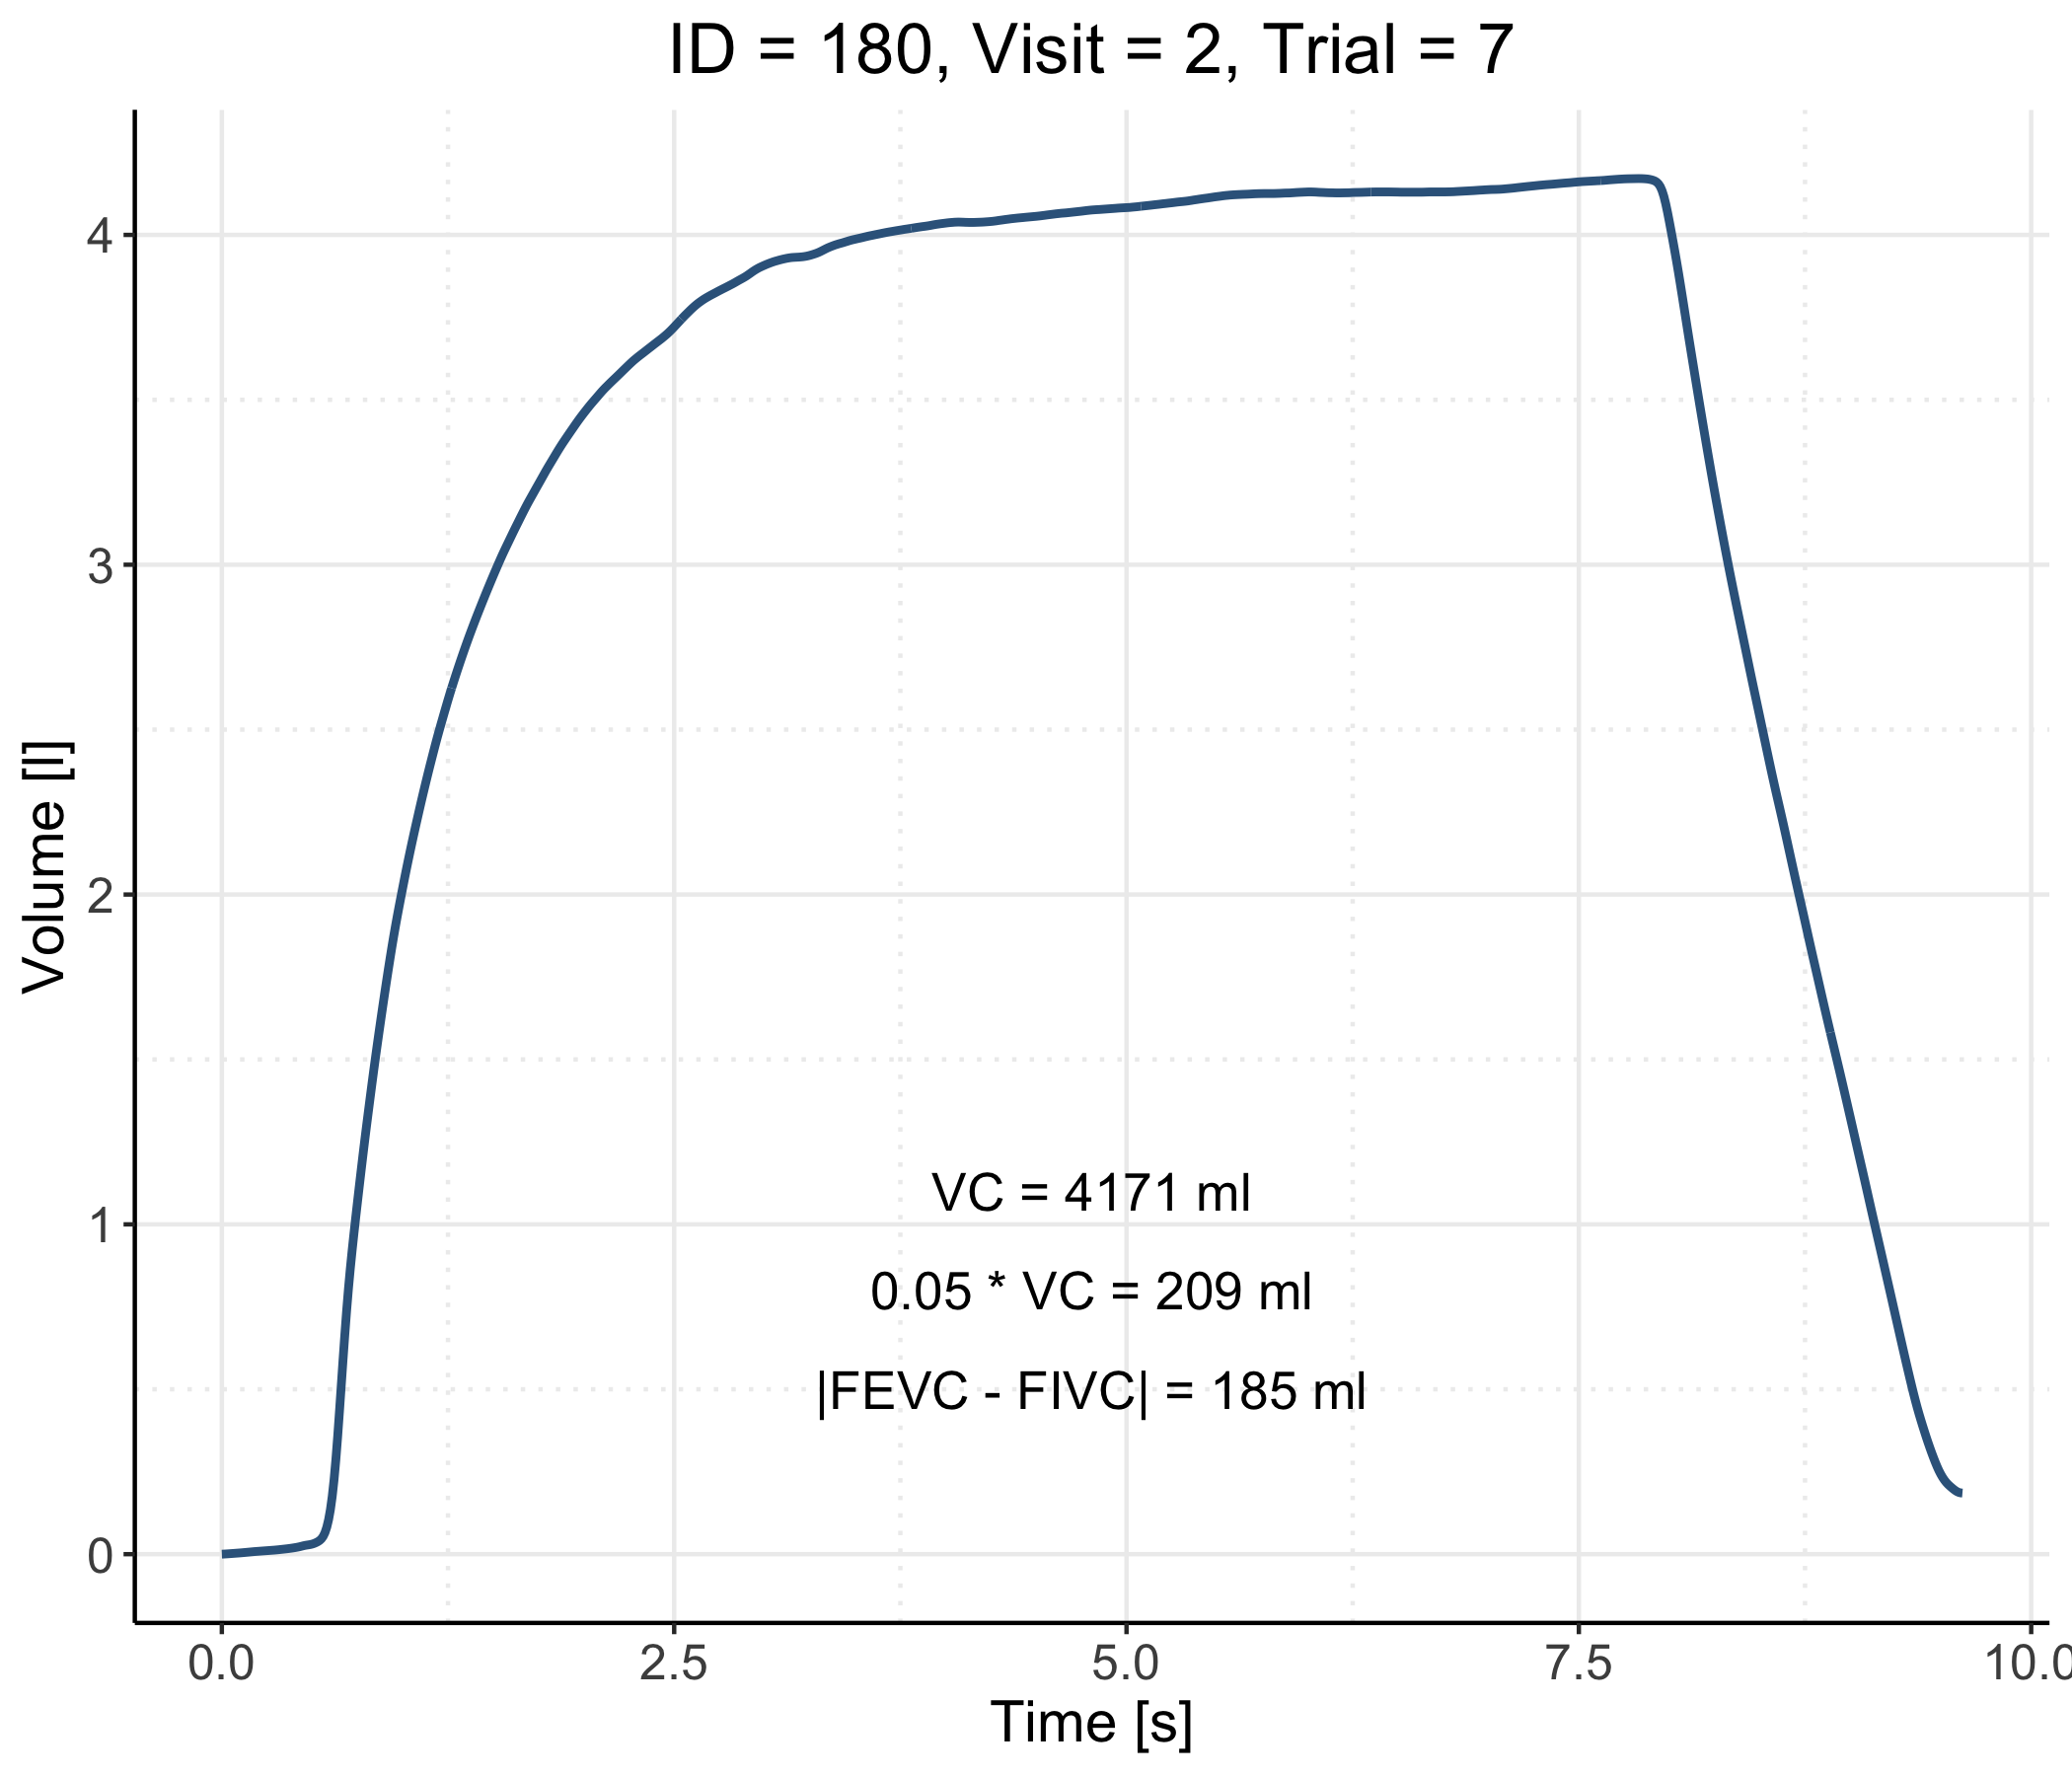 ID = 180, Visit = 2, Trial = 7
Volume [l]
4
3
2
1
0
VC = 4171 ml
0.05 * VC = 209 ml
|FEVC - FIVC| = 185 ml
0.0 2.5 5.0 7.5 10.0
Time [s]